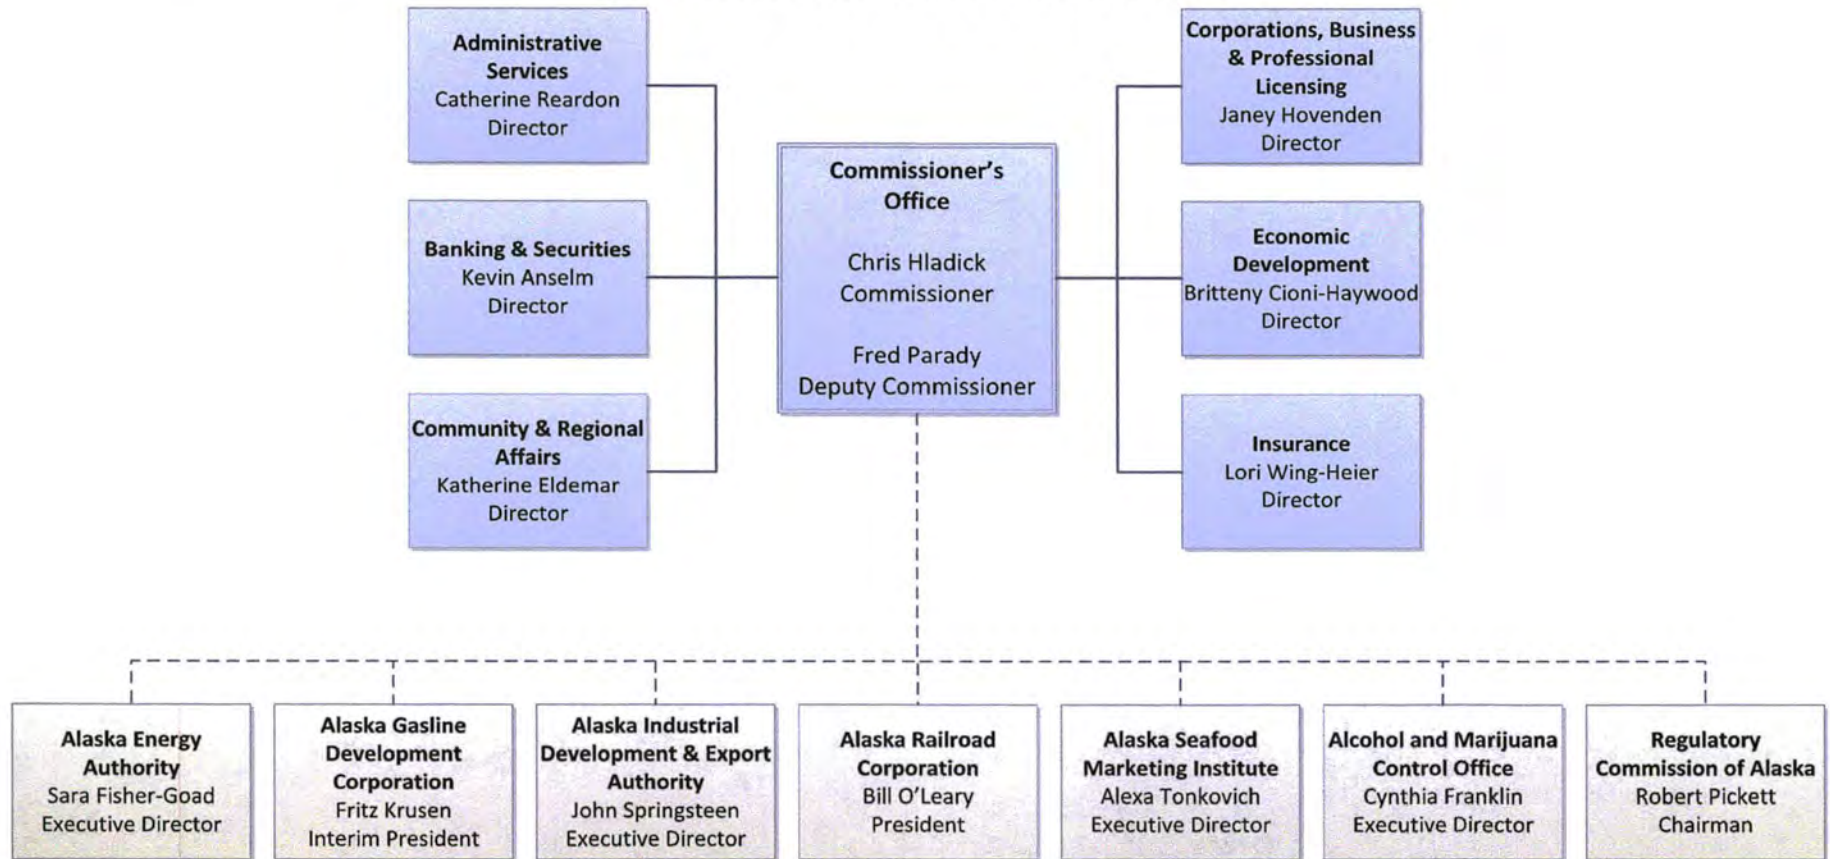 Administrative
Services
Catherine Reardon
Director
Banking & Securities
Kevin Anselm
Director
Community & Regional
Affairs
Katherine Eldemar
Director
Commissioner's
Office
Chris Hladick
Commissioner
Fred Parady
Deputy Commissioner
Corporations, Business
& Professional
Licensing
Janey Hovenden
Director
Economic
Development
Britteny Cioni-Haywood
Director
Insurance
Lori Wing-Heier
Director
Alaska Energy
Authority
Sara Fisher-Goad
Executive Director
Alaska Gasline
Development
Corporation
Fritz Krusen
Interim President
Alaska Industrial
Development & Export
Authority
John Springsteen
Executive Director
Alaska Railroad
Corporation
Bill O'Leary
President
Alaska Seafood
Marketing Institute
Alexa Tonkovich
Executive Director
Alcohol and Marijuana
Control Office
Cynthia Franklin
Executive Director
Regulatory
Commission of Alaska
Robert Pickett
Chairman